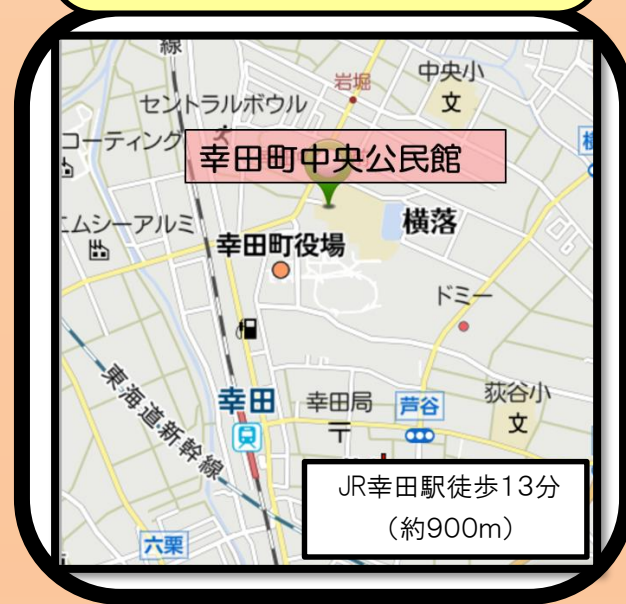 線
中央小
岩堀
文
セントラルボウル
コーティング
幸田町中央公民館
横落
エムシーアルミ
幸田町役場
ドミー
東海道新幹線
幸田
幸田局
芦谷
荻谷小
文
〒
JR幸田駅徒歩13分
（約900m）
六栗